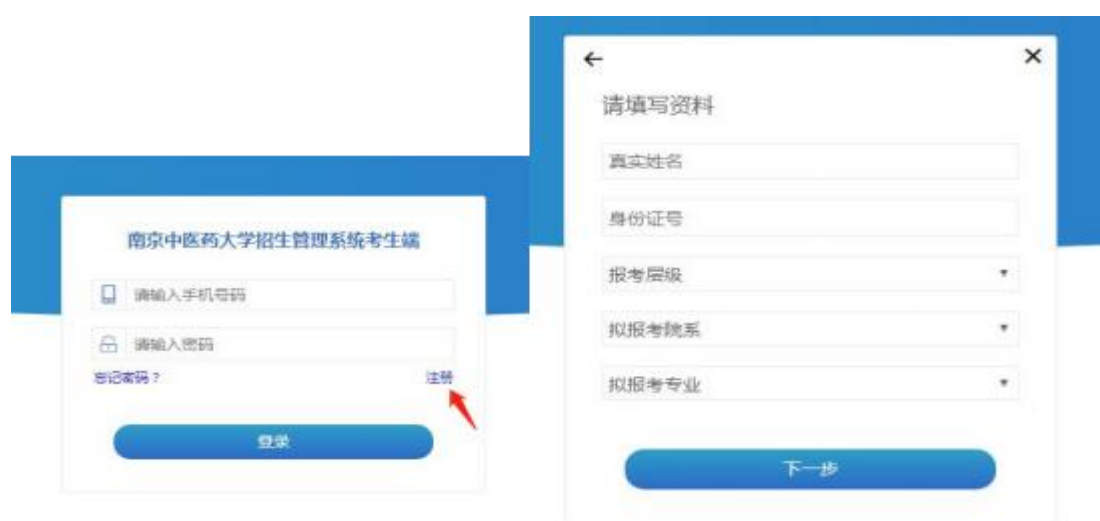 南京中医药大学招生管理系统考生端
请输入手机号码
请输入密码
忘记密码？
注册
登录
请填写资料
真实姓名
身份证号
报考层级
拟报考院系
拟报考专业
下一步